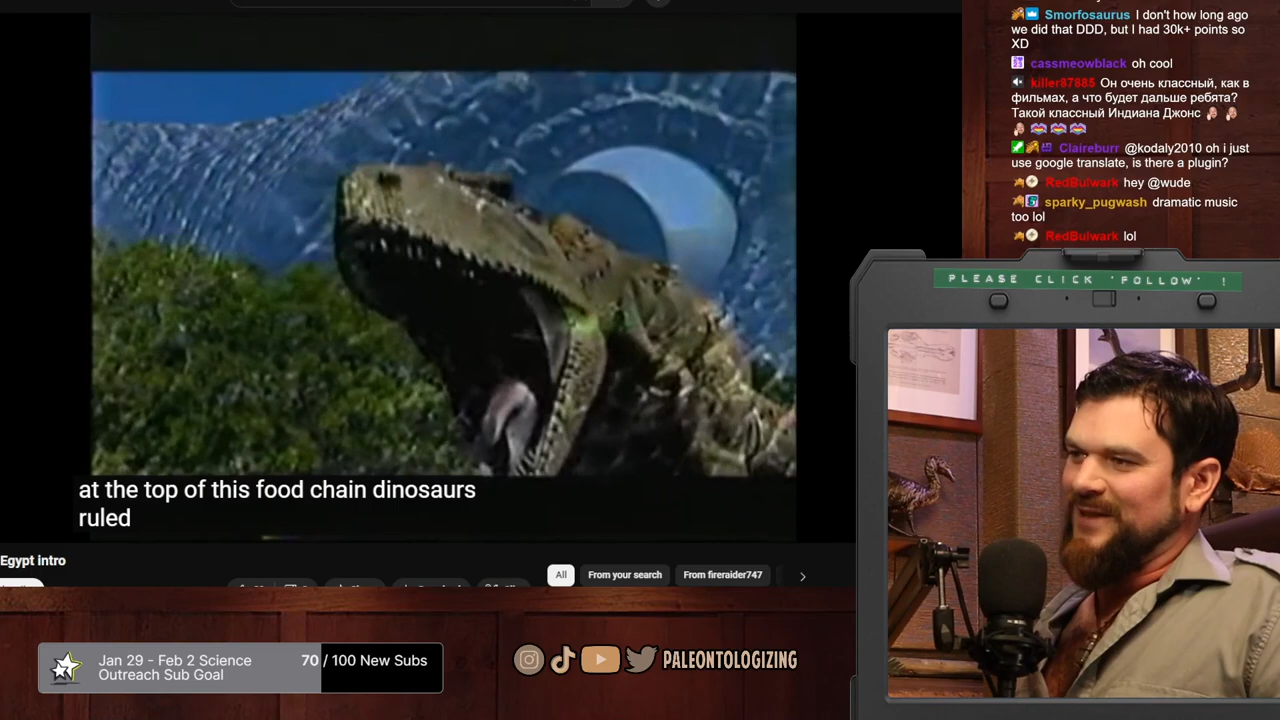 Smorfosaurus I don't how long ago
we did that DDD, but I had 30k+ points so
XD
cassmeowblack oh cool
killer87885 Он очень классный, как в
фильмах, а что будет дальше ребята?
Такой классный Индиана Джонс
Claireburr @kodaly2010 oh i just
use google translate, is there a plugin?
RedBulwark hey @wude
sparky_pugwash dramatic music
too lol
RedBulwark lol
PLEASE CLICK "FOLLOW" !
at the top of this food chain dinosaurs
ruled
Egypt intro
All
From your search
From fireraider747
Jan 29 - Feb 2 Science
Outreach Sub Goal
70 / 100 New Subs
PALEONTOLOGIZING